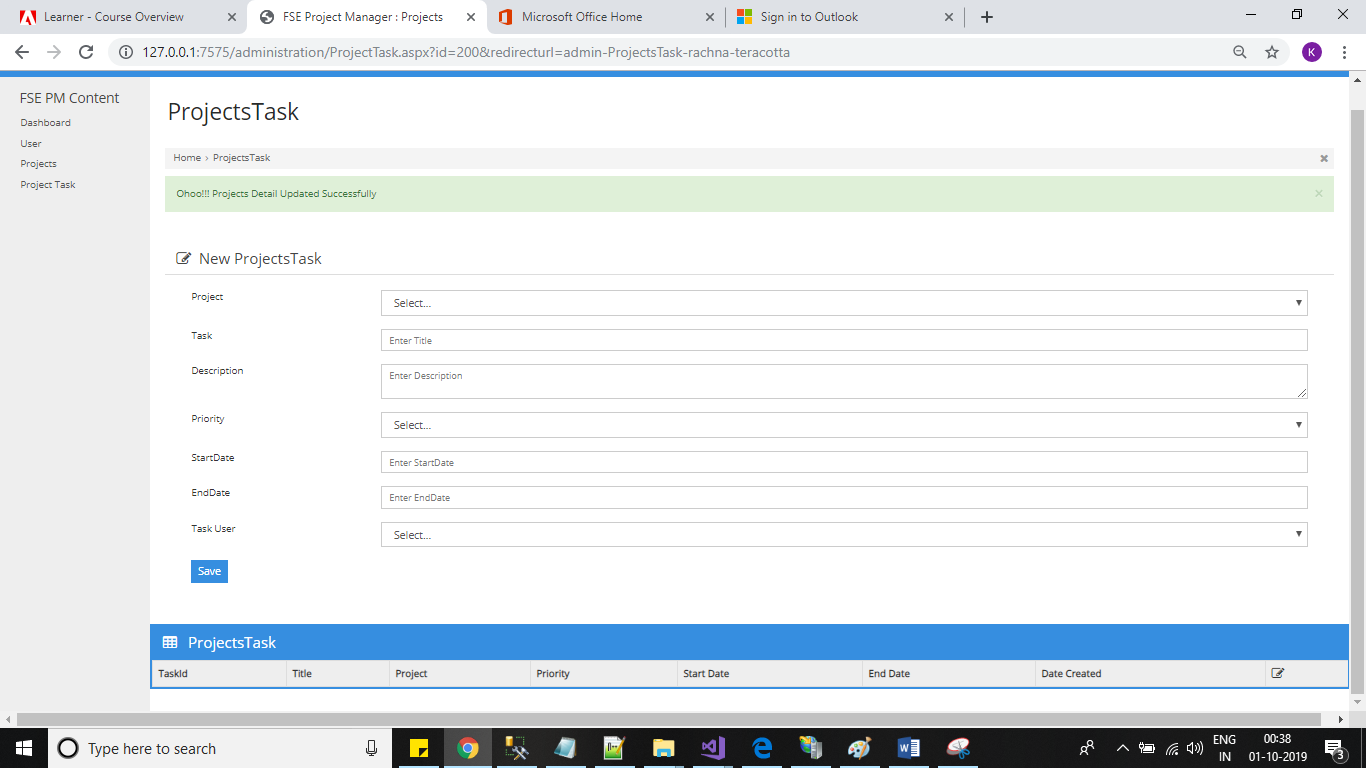 Learner - Course Overview
FSE Project Manager : Projects
Microsoft Office Home
Sign in to Outlook
127.0.0.1:7575/administration/ProjectTask.aspx?id=200&redirecturl=admin-ProjectsTask-rachna-teracotta
K
FSE PM Content
Dashboard
User
Projects
Project Task
ProjectsTask
Home › ProjectsTask
Ohoo!!! Projects Detail Updated Successfully
New ProjectsTask
Project
Select...
Task
Enter Title
Description
Enter Description
Priority
Select...
StartDate
Enter StartDate
EndDate
Enter EndDate
Task User
Select...
Save
ProjectsTask
TaskId Title Project Priority Start Date End Date Date Created
Type here to search
ENG
IN
00:38
01-10-2019
3